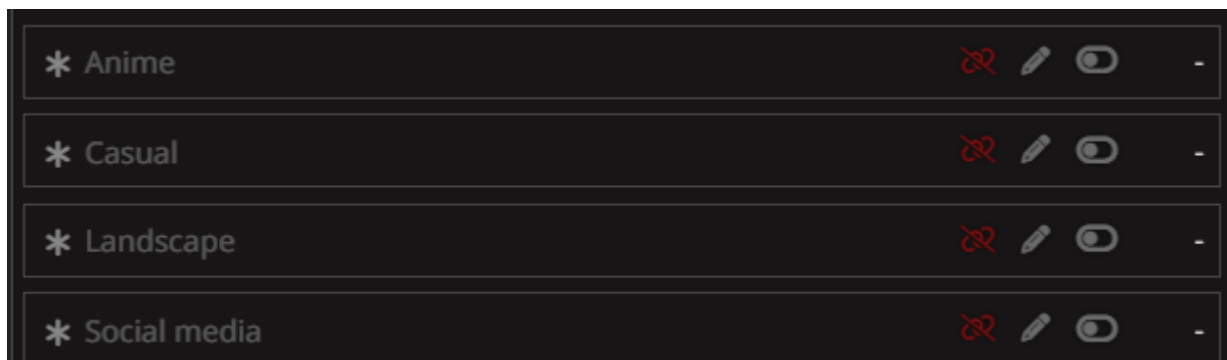 * Anime -
* Casual -
* Landscape -
* Social media -